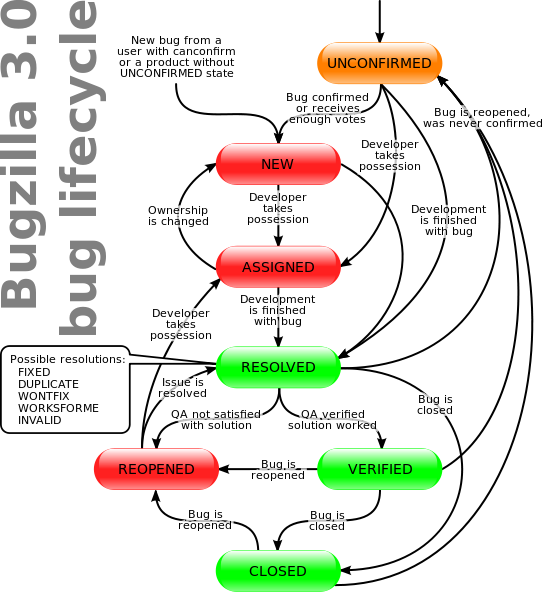 Bugzilla 3.0
bug lifecycle
New bug from a
user with canconfirm
or a product without
UNCONFIRMED state
UNCONFIRMED
Bug confirmed
or receives
enough votes
Bug is reopened,
was never confirmed
NEW
Developer
takes
possession
Developer
takes
possession
Ownership
is changed
Development
is finished
with bug
ASSIGNED
Development
is finished
with bug
Developer
takes
possession
Possible resolutions:
FIXED
DUPLICATE
WONTFIX
WORKSFORME
INVALID
RESOLVED
Issue is
resolved
Bug is
closed
QA not satisfied
with solution
QA verified
solution worked
REOPENED
Bug is
reopened
VERIFIED
Bug is
reopened
Bug is
closed
CLOSED